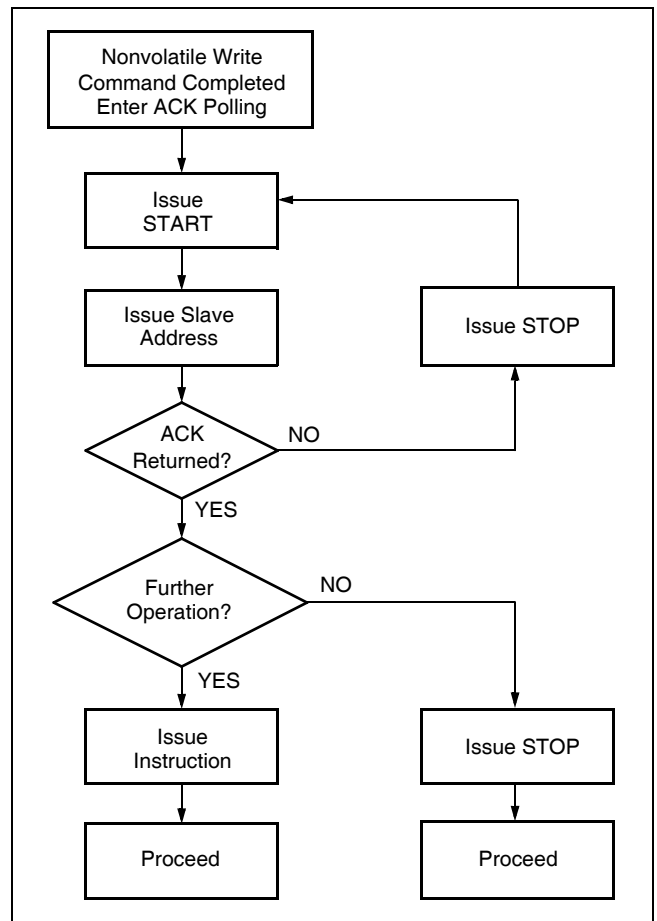 Nonvolatile Write
Command Completed
Enter ACK Polling
Issue
START
Issue Slave
Address
Issue STOP
ACK
Returned?
NO
YES
Further
Operation?
NO
YES
Issue
Instruction
Issue STOP
Proceed
Proceed